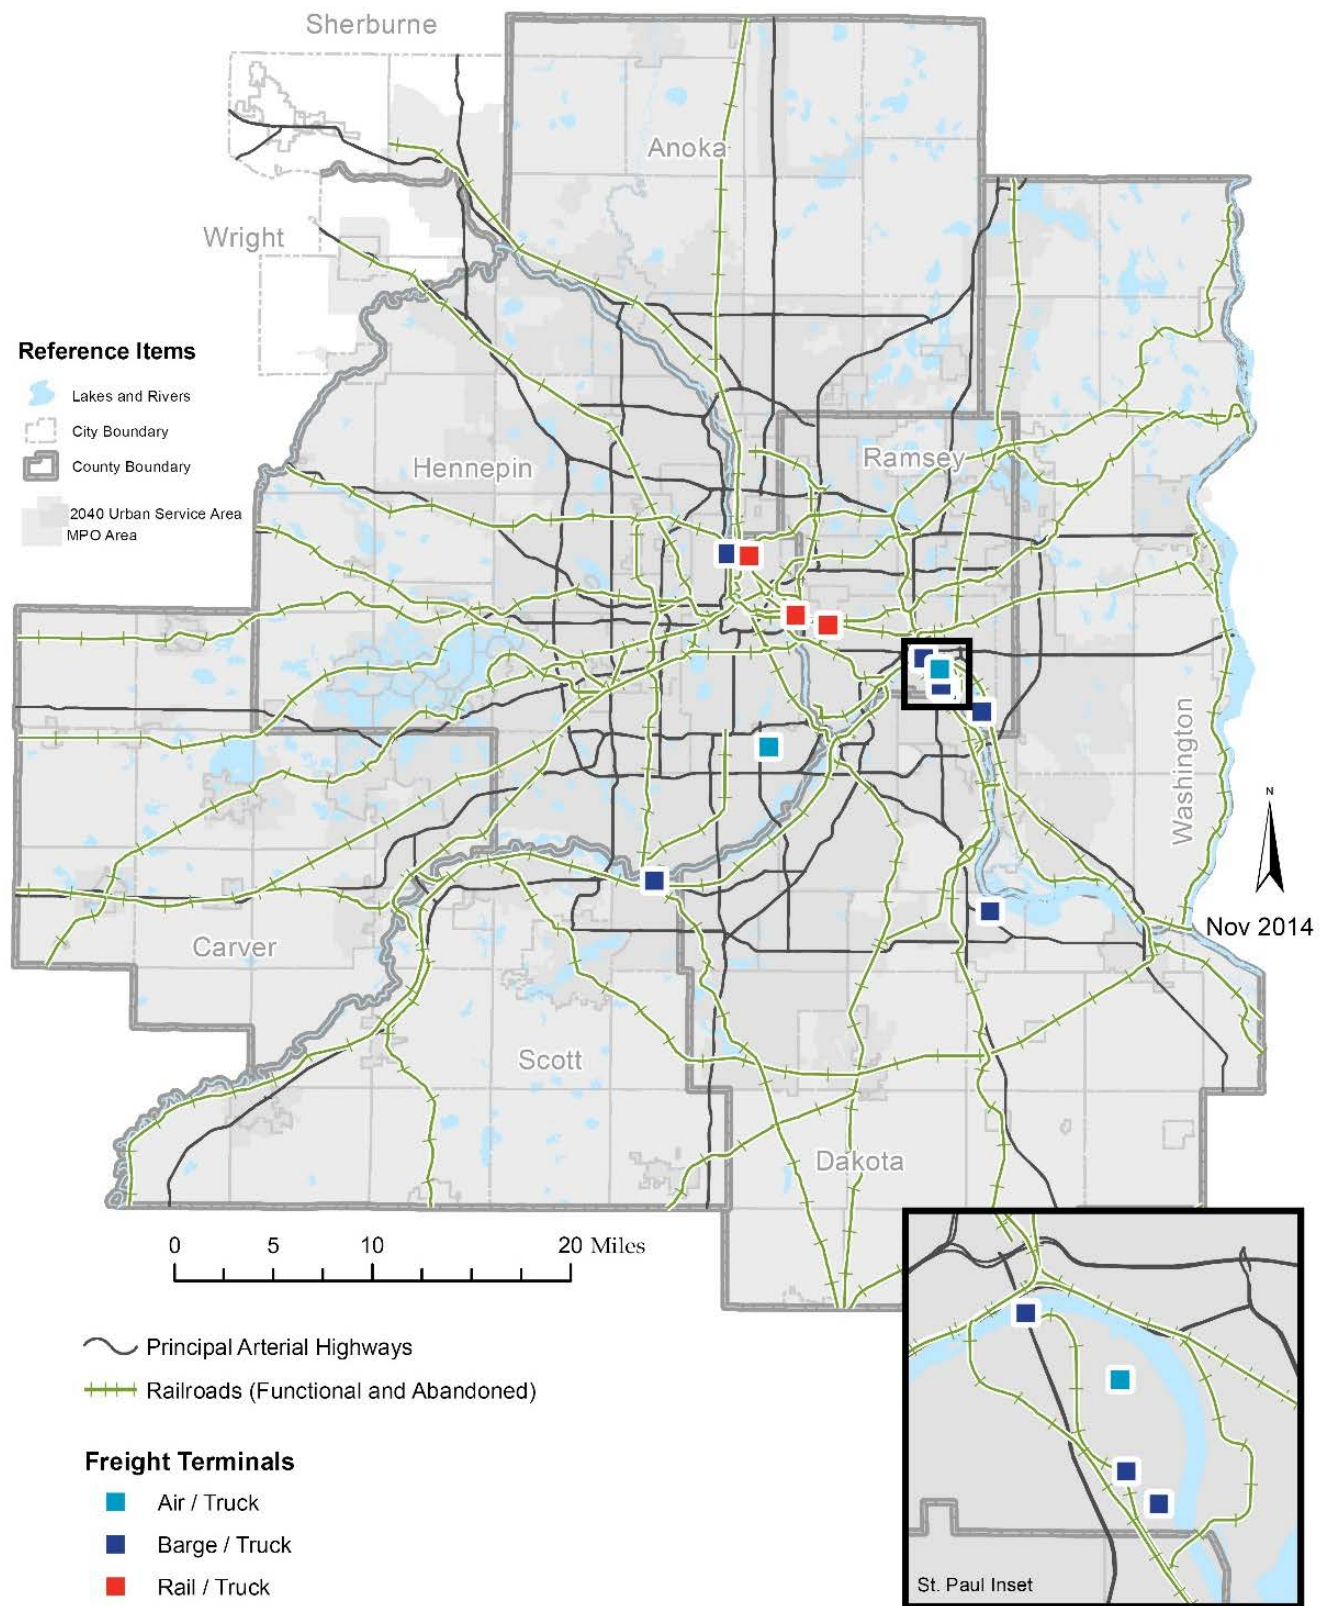 Sherburne
Anoka
Wright
Reference Items
Lakes and Rivers
City Boundary
County Boundary
2040 Urban Service Area
MPO Area
Hennepin
Ramsey
Washington
N
Nov 2014
Carver
Scott
Dakota
0 5 10 20 Miles
Principal Arterial Highways
Railroads (Functional and Abandoned)
Freight Terminals
Air / Truck
Barge / Truck
Rail / Truck
St. Paul Inset